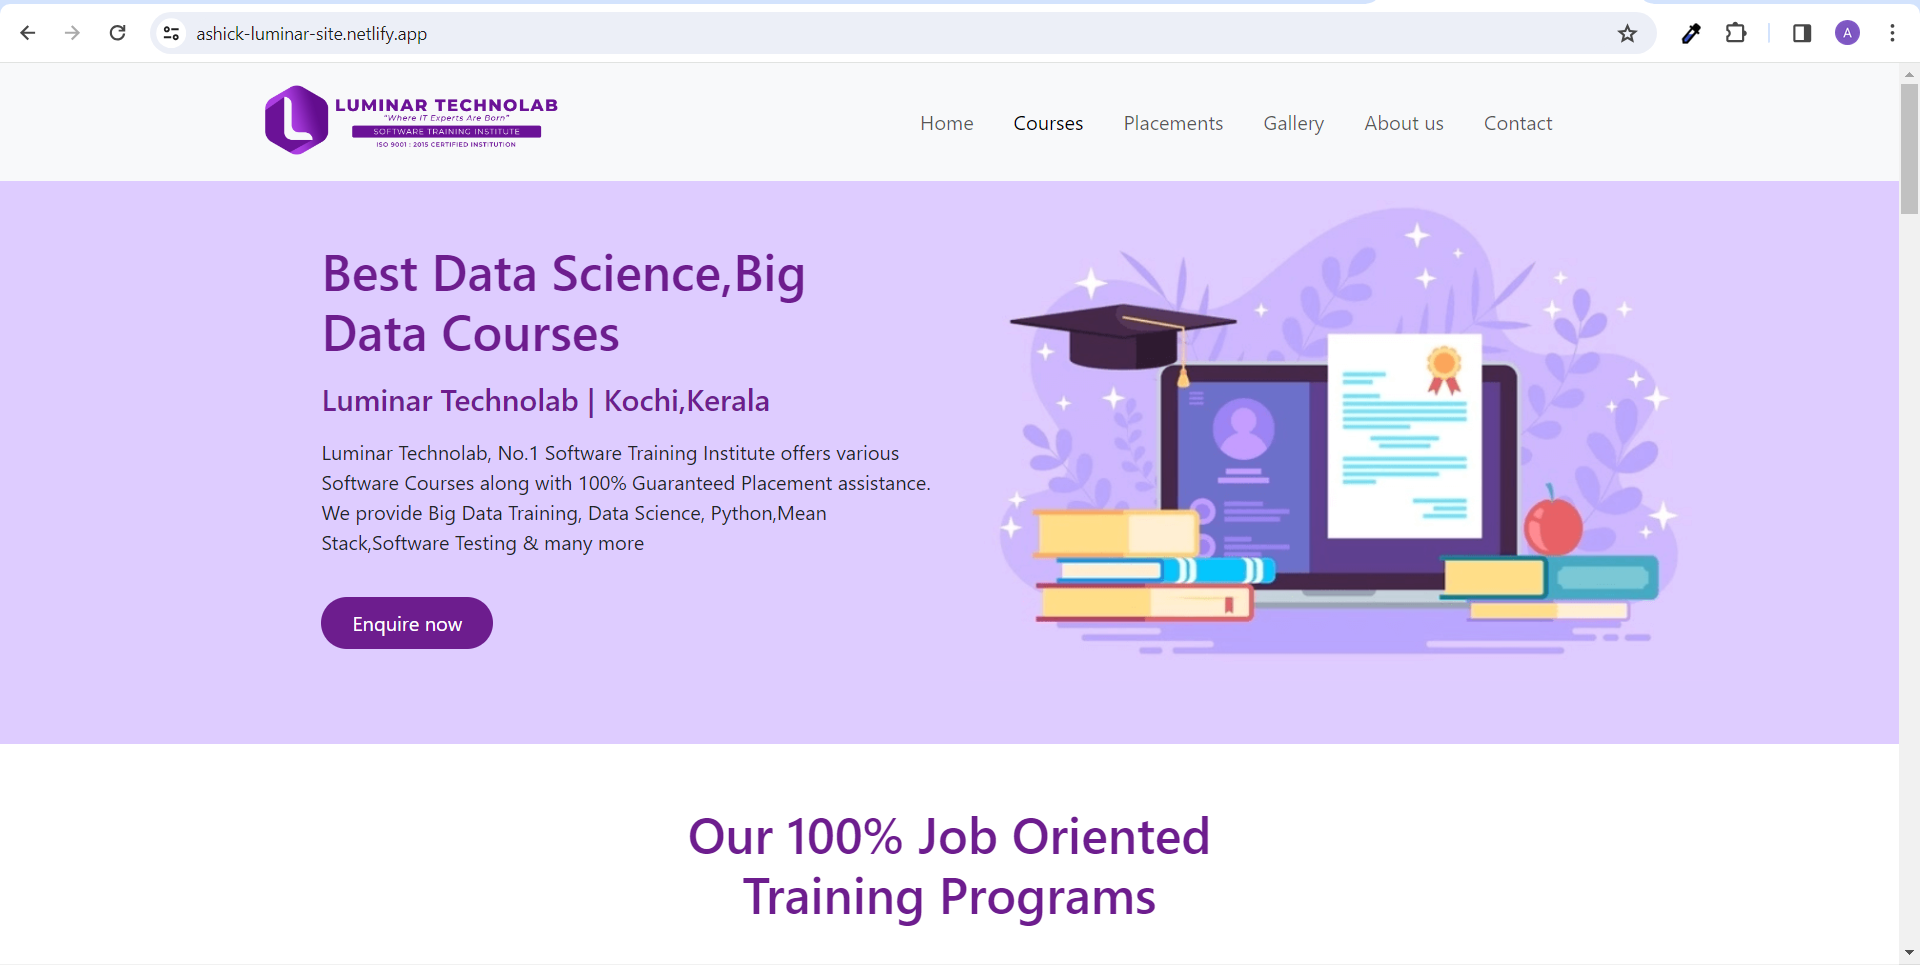 ashick-luminar-site.netlify.app
A
LUMINAR TECHNOLAB
"Where IT Experts Are Born"
SOFTWARE TRAINING INSTITUTE
ISO 9001 : 2015 CERTIFIED INSTITUTION
Home Courses Placements Gallery About us Contact
Best Data Science,Big
Data Courses
Luminar Technolab | Kochi,Kerala
Luminar Technolab, No.1 Software Training Institute offers various
Software Courses along with 100% Guaranteed Placement assistance.
We provide Big Data Training, Data Science, Python,Mean
Stack,Software Testing & many more
Enquire now
Our 100% Job Oriented
Training Programs